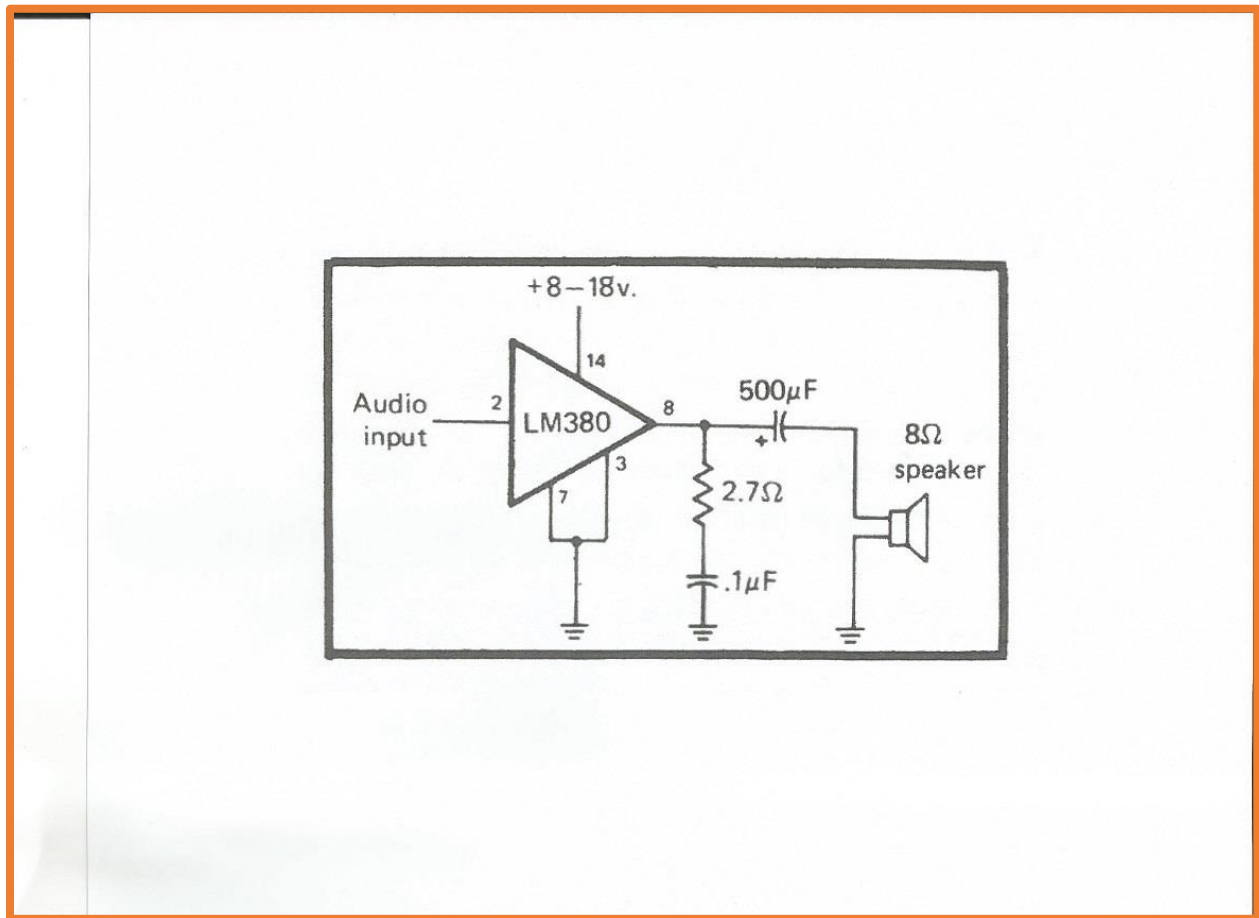 +8–18v.
14
Audio
input
2
LM380
8
500μF
+
8Ω
speaker
3
7
2.7Ω
.1μF